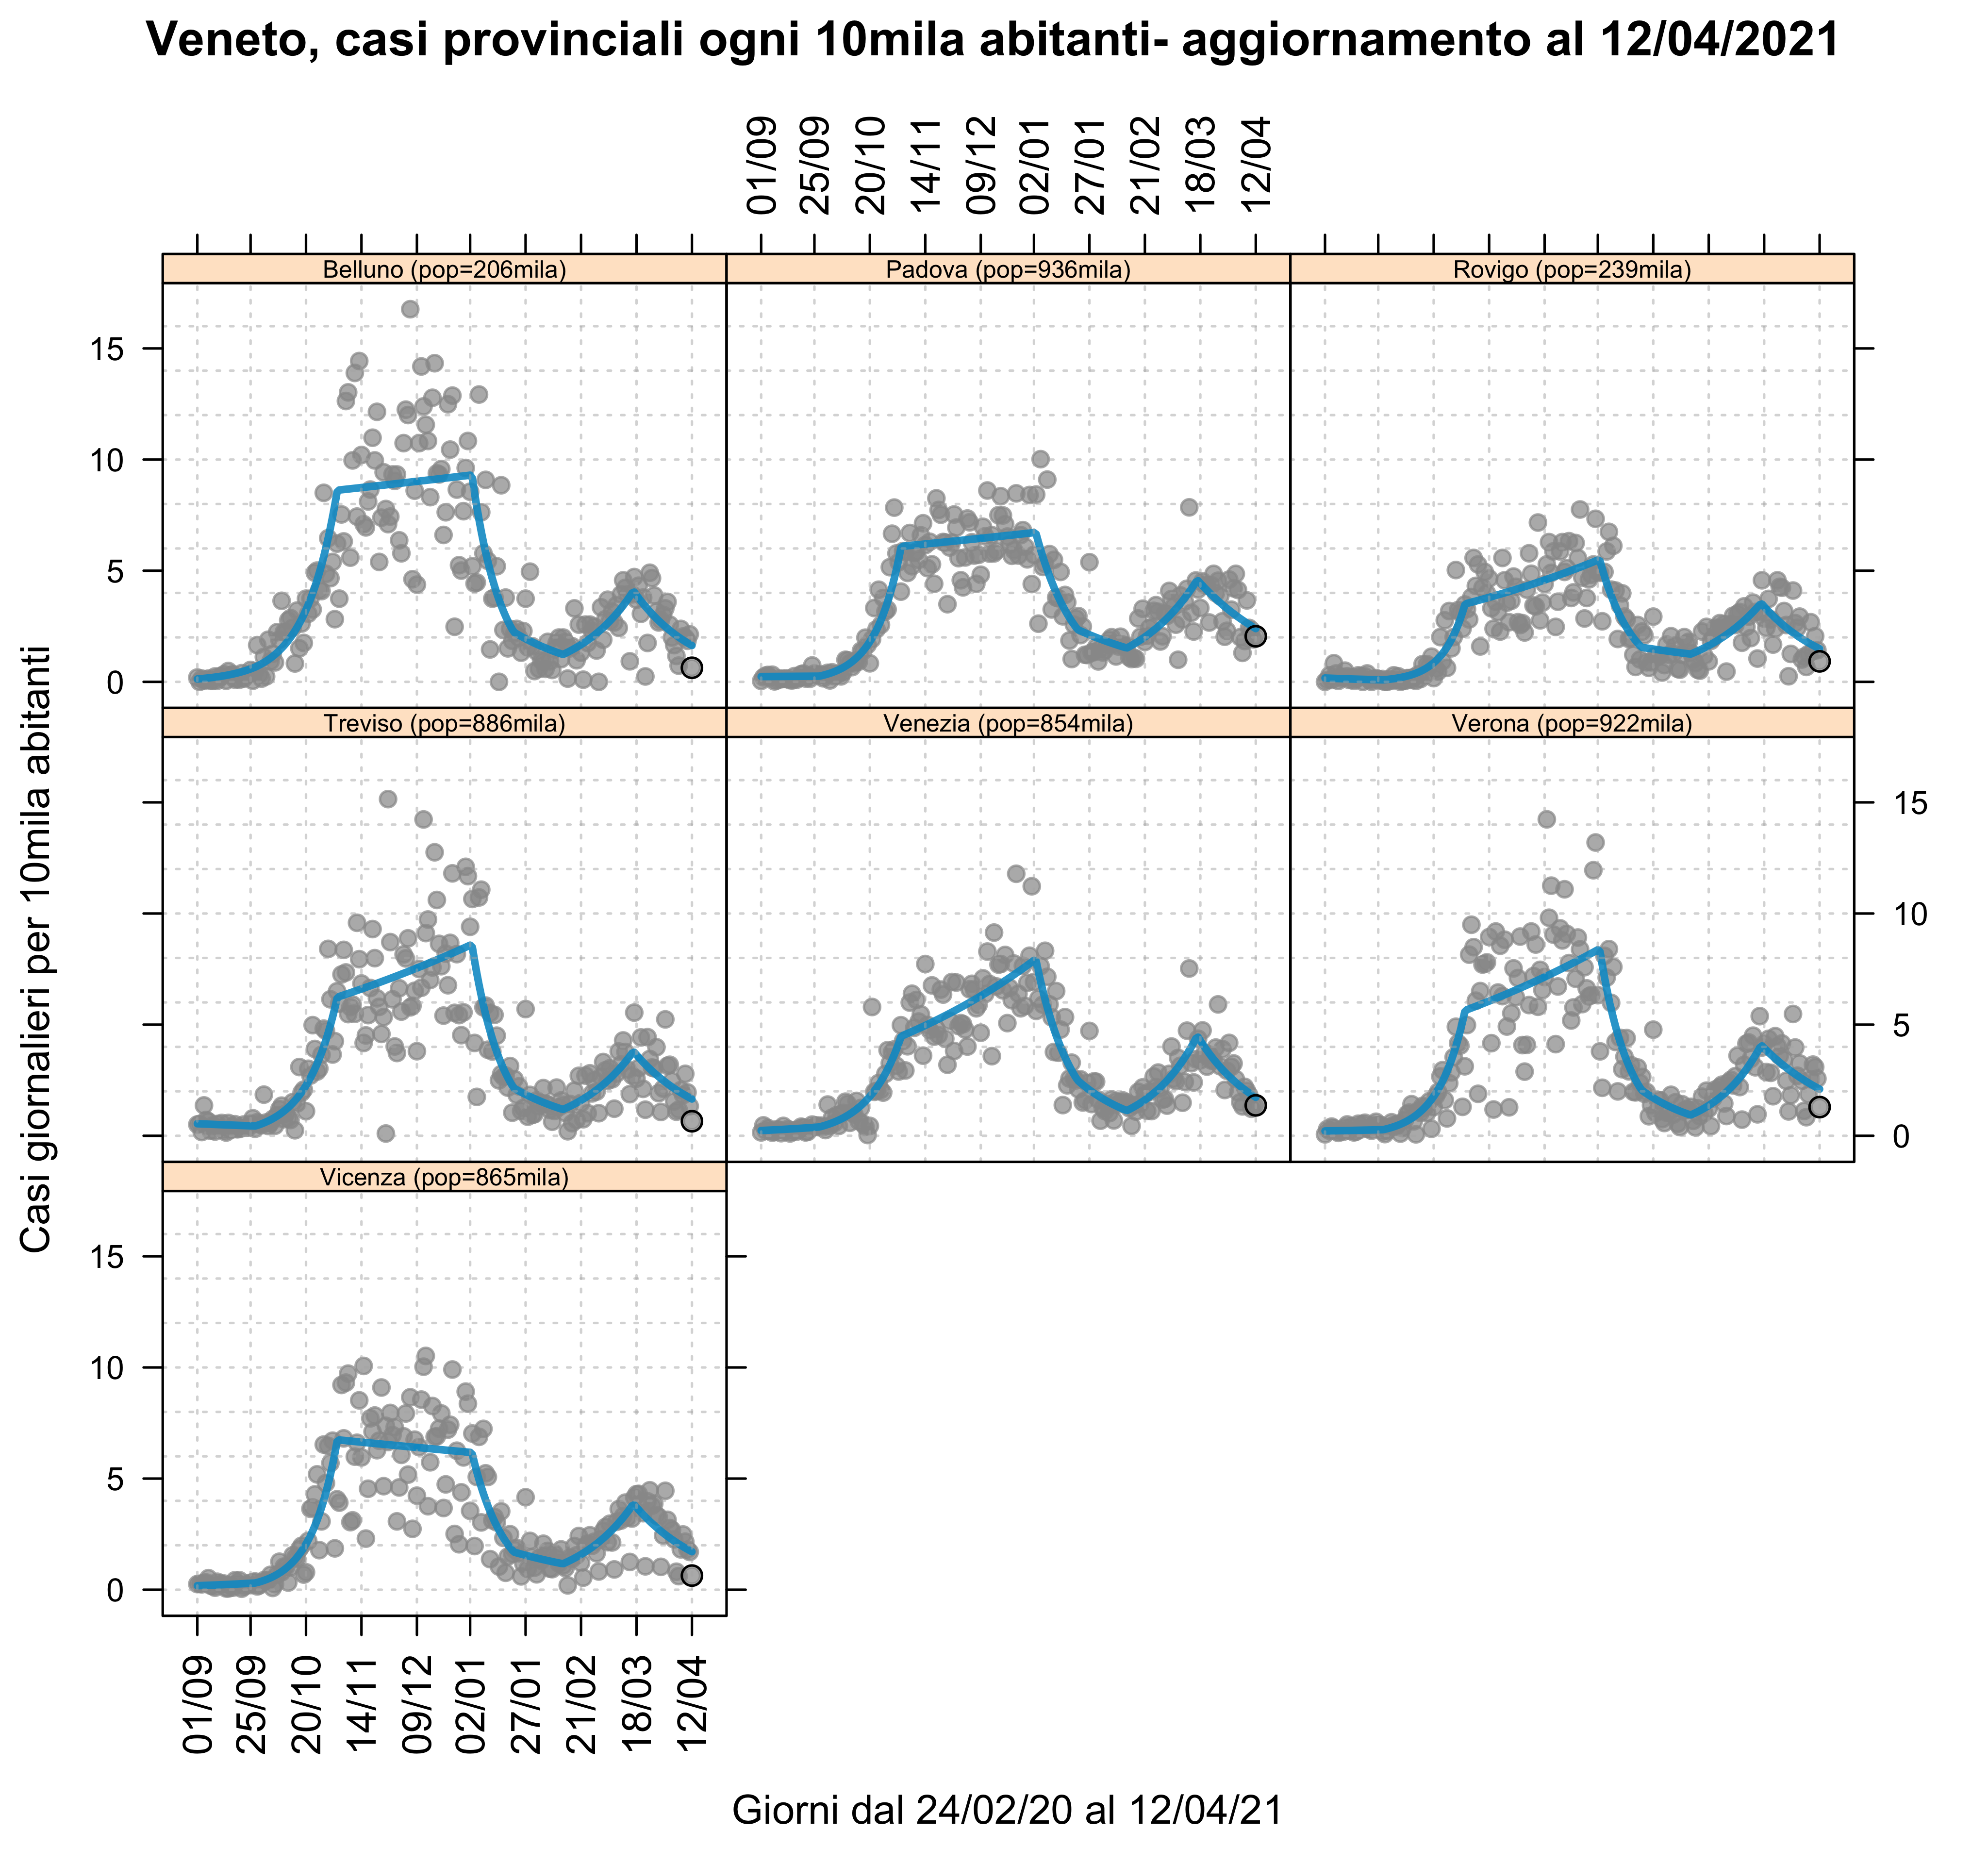 Veneto, casi provinciali ogni 10mila abitanti- aggiornamento al 12/04/2021
01/09 25/09 20/10 14/11 09/12 02/01 27/01 21/02 18/03 12/04
Belluno (pop=206mila) Padova (pop=936mila) Rovigo (pop=239mila)
15
10
5
0
Treviso (pop=886mila) Venezia (pop=854mila) Verona (pop=922mila)
15
10
5
0
Vicenza (pop=865mila)
15
10
5
0
01/09 25/09 20/10 14/11 09/12 02/01 27/01 21/02 18/03 12/04
Casi giornalieri per 10mila abitanti
Giorni dal 24/02/20 al 12/04/21